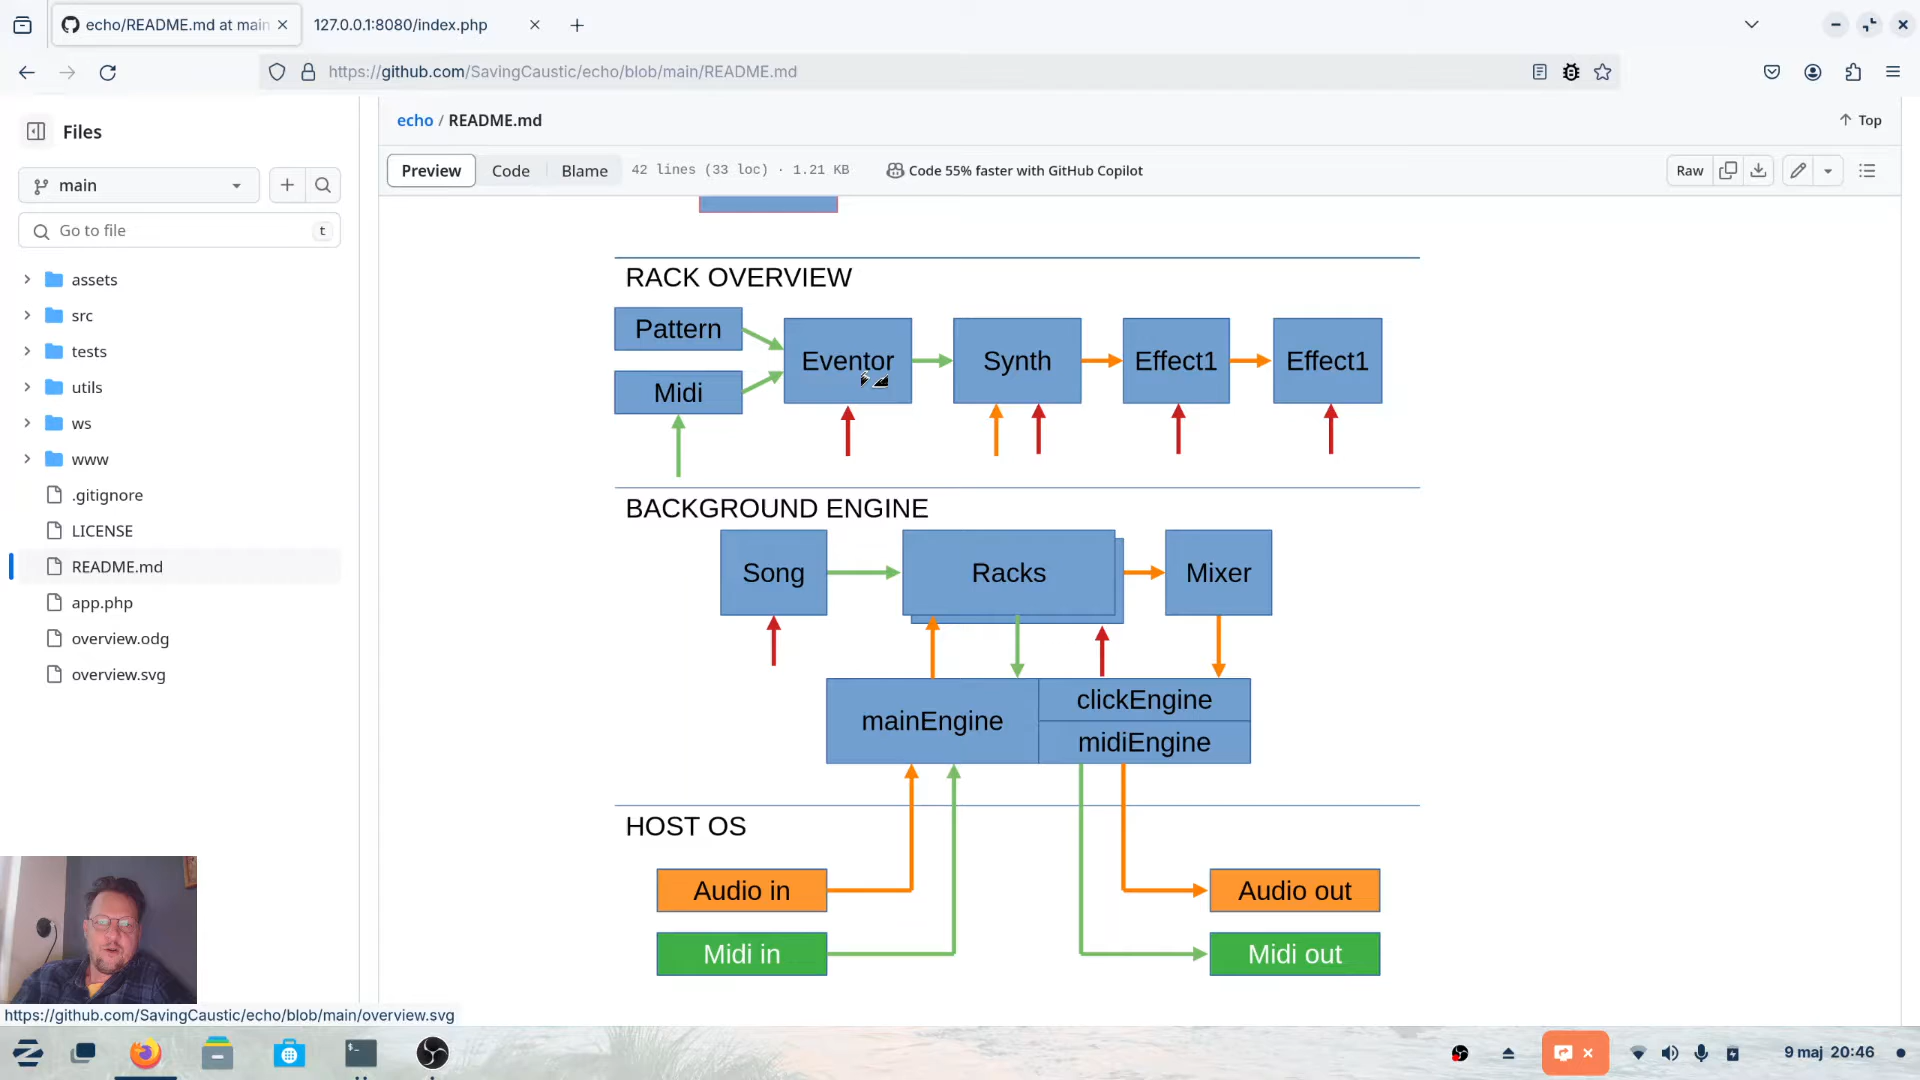 echo/README.md at main
127.0.0.1:8080/index.php
https://github.com/SavingCaustic/echo/blob/main/README.md
Files
main
Go to file
t
assets
src
tests
utils
ws
www
.gitignore
LICENSE
README.md
app.php
overview.odg
overview.svg
echo / README.md
Top
Preview
Code
Blame
42 lines (33 loc) · 1.21 KB
Code 55% faster with GitHub Copilot
Raw
RACK OVERVIEW
Pattern
Midi
Eventor
Synth
Effect1
Effect1
BACKGROUND ENGINE
Song
Racks
Mixer
mainEngine
clickEngine
midiEngine
HOST OS
Audio in
Audio out
Midi in
Midi out
https://github.com/SavingCaustic/echo/blob/main/overview.svg
9 maj 20:46